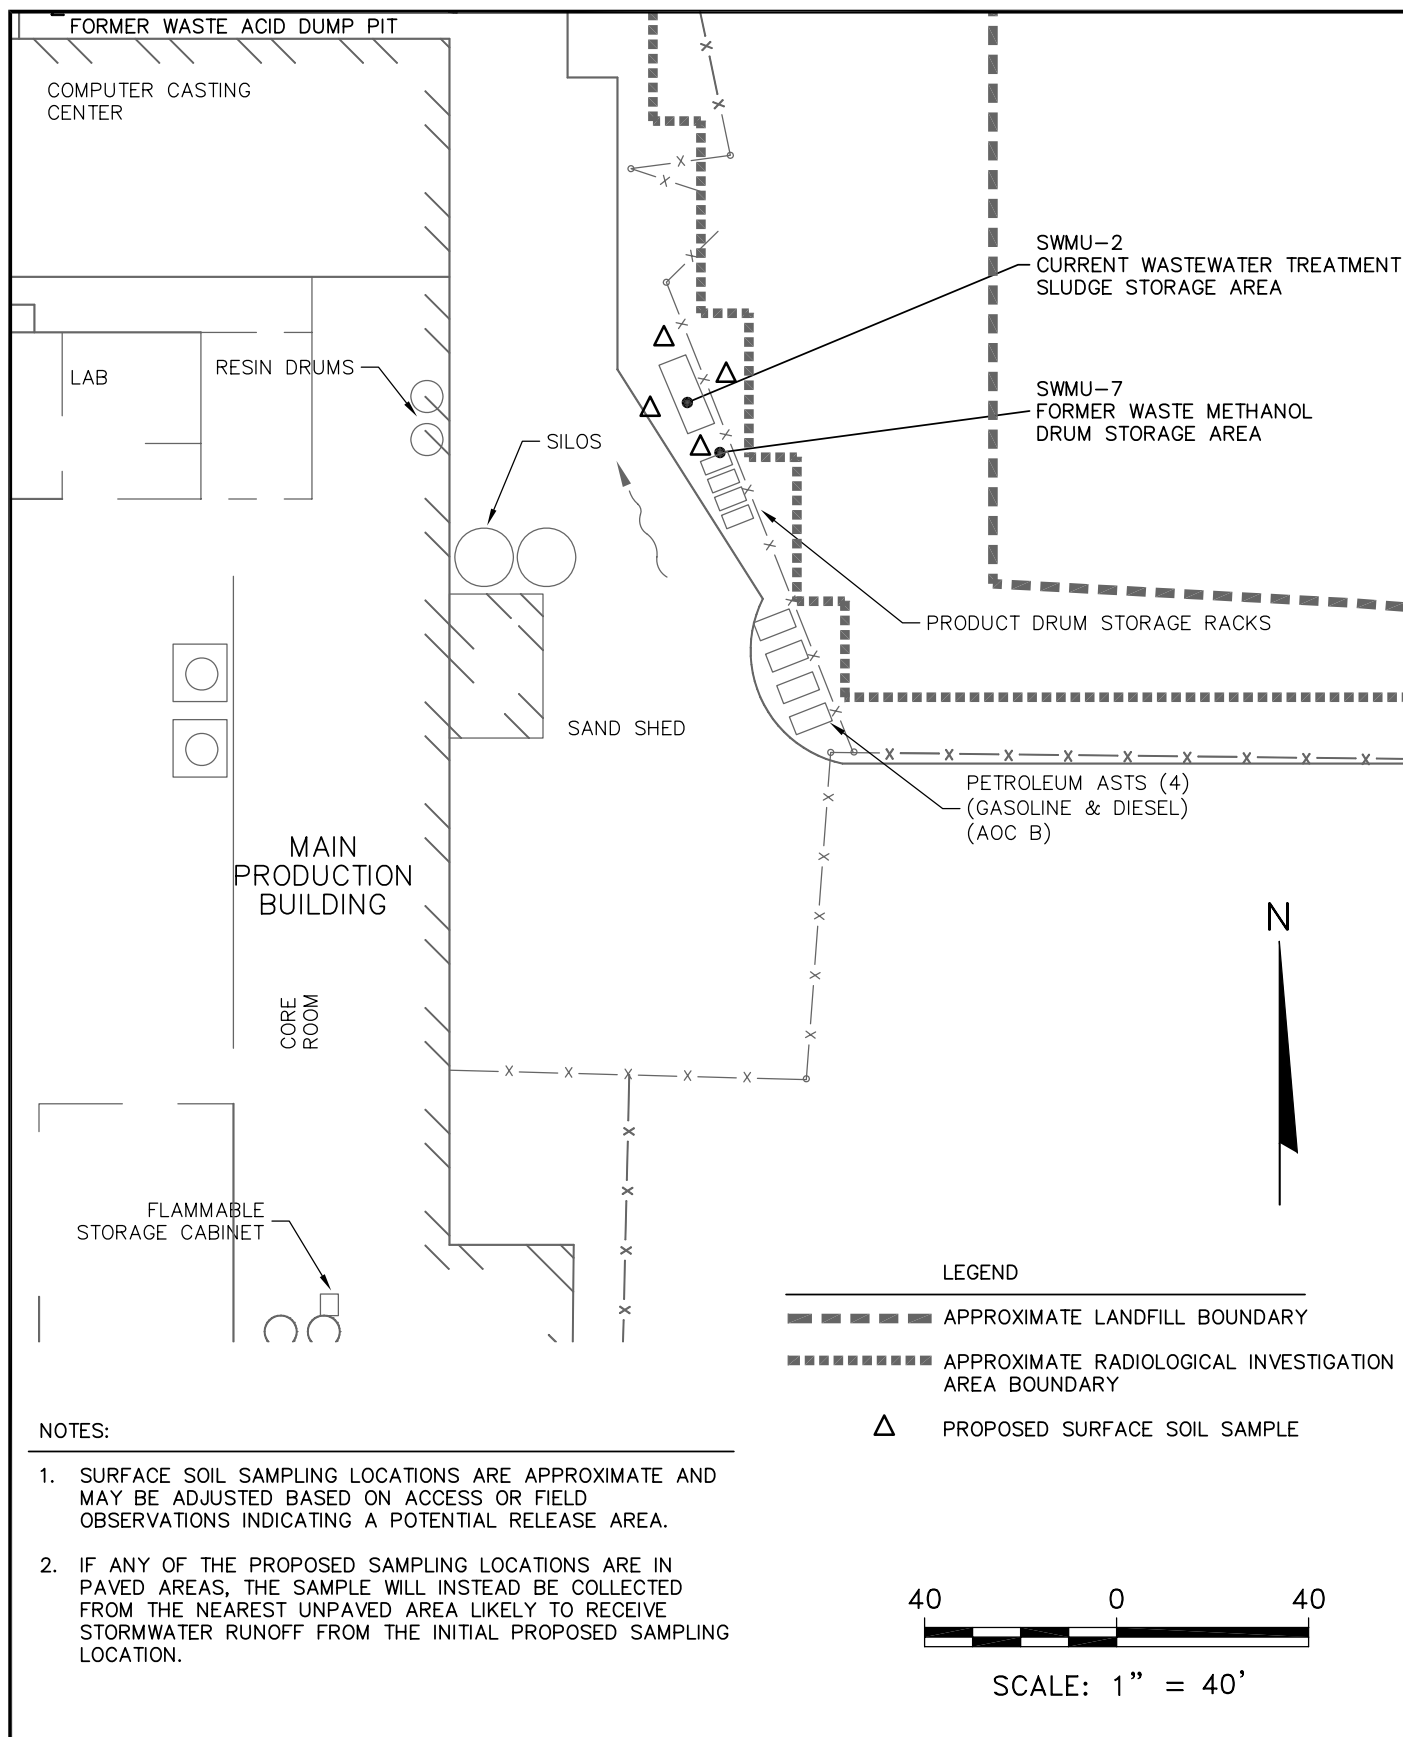 FORMER WASTE ACID DUMP PIT
COMPUTER CASTING
CENTER
SWMU-2
CURRENT WASTEWATER TREATMENT
SLUDGE STORAGE AREA
LAB
RESIN DRUMS
SWMU-7
FORMER WASTE METHANOL
DRUM STORAGE AREA
SILOS
PRODUCT DRUM STORAGE RACKS
SAND SHED
PETROLEUM ASTS (4)
(GASOLINE & DIESEL)
(AOC B)
MAIN
PRODUCTION
BUILDING
N
CORE
ROOM
FLAMMABLE
STORAGE CABINET
LEGEND
APPROXIMATE LANDFILL BOUNDARY
APPROXIMATE RADIOLOGICAL INVESTIGATION
AREA BOUNDARY
PROPOSED SURFACE SOIL SAMPLE
NOTES:
1. SURFACE SOIL SAMPLING LOCATIONS ARE APPROXIMATE AND
MAY BE ADJUSTED BASED ON ACCESS OR FIELD
OBSERVATIONS INDICATING A POTENTIAL RELEASE AREA.
2. IF ANY OF THE PROPOSED SAMPLING LOCATIONS ARE IN
PAVED AREAS, THE SAMPLE WILL INSTEAD BE COLLECTED
FROM THE NEAREST UNPAVED AREA LIKELY TO RECEIVE
STORMWATER RUNOFF FROM THE INITIAL PROPOSED SAMPLING
LOCATION.
40 0 40
SCALE: 1" = 40'